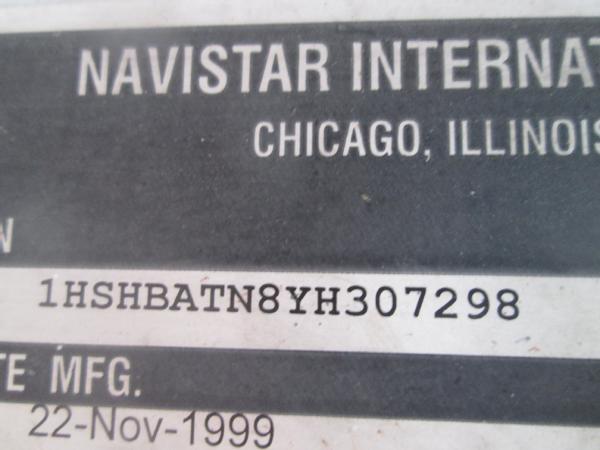 NAVISTAR INTERNAT
CHICAGO, ILLINOIS
N
1HSHBATN8YH307298
TE MFG.
22-Nov-1999